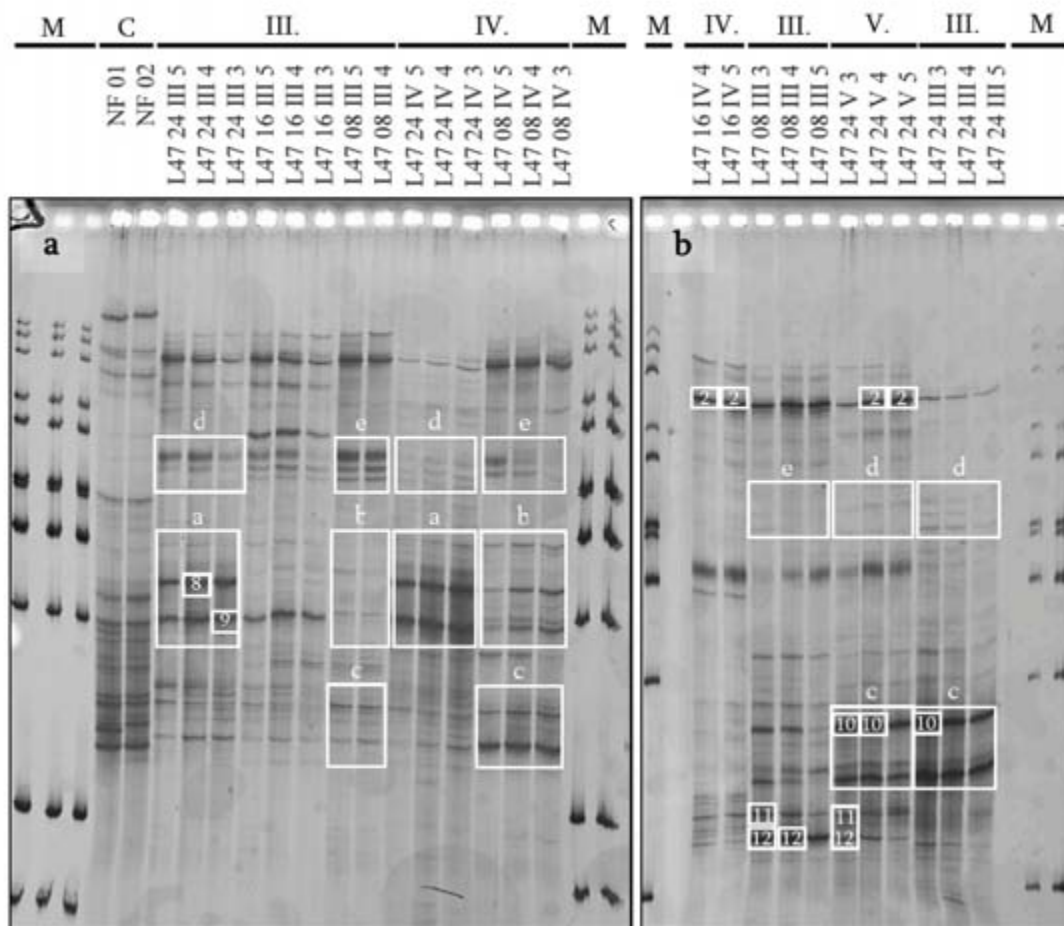 M C III. IV. M
NF 01
NF 02
L47 24 III 5
L47 24 III 4
L47 24 III 3
L47 16 III 5
L47 16 III 4
L47 16 III 3
L47 08 III 5
L47 08 III 4
L47 24 IV 5
L47 24 IV 4
L47 24 IV 3
L47 08 IV 5
L47 08 IV 4
L47 08 IV 3
a
d e d e
a b a b
8
9
c c
M IV. III. V. III. M
L47 16 IV 4
L47 16 IV 5
L47 08 III 3
L47 08 III 4
L47 08 III 5
L47 24 V 3
L47 24 V 4
L47 24 V 5
L47 24 III 3
L47 24 III 4
L47 24 III 5
b
2 2 2 2
e d d
c c
10 10 10
11 11
12 12 12